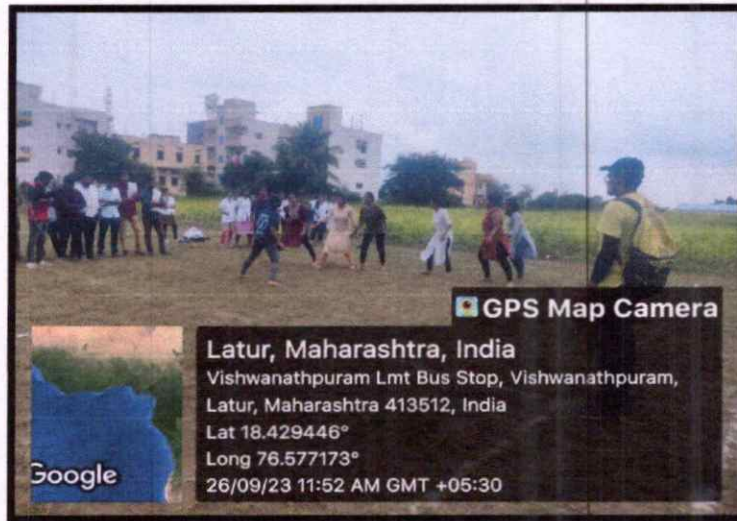 GPS Map Camera
Latur, Maharashtra, India
Vishwanathpuram Lmt Bus Stop, Vishwanathpuram,
Latur, Maharashtra 413512, India
Lat 18.429446°
Long 76.577173°
26/09/23 11:52 AM GMT +05:30
Google